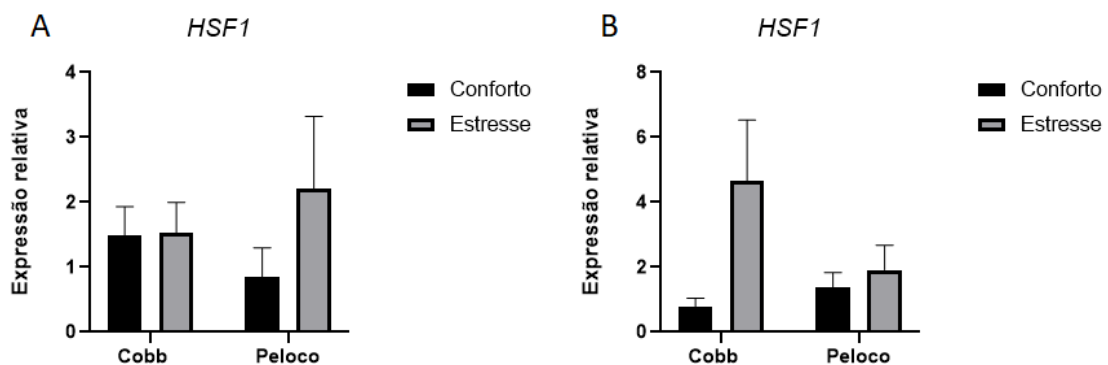 A
HSF1
Expressão relativa
4
3
2
1
0
Cobb
Peloco
Conforto
Estresse
B
HSF1
Expressão relativa
8
6
4
2
0
Cobb
Peloco
Conforto
Estresse